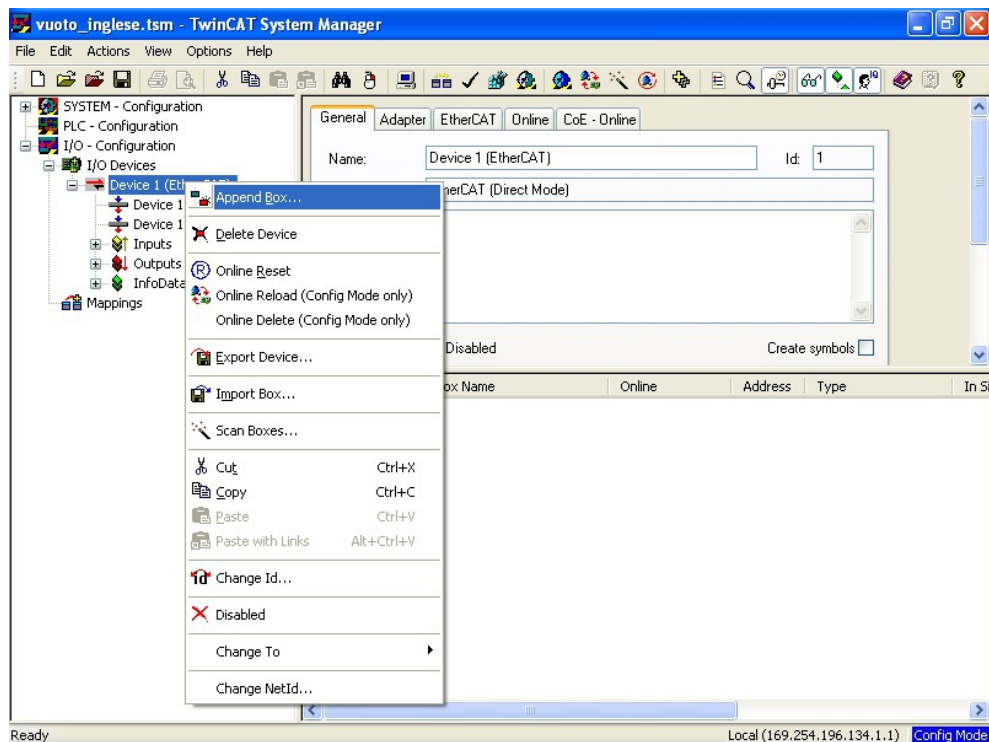 vuoto_inglese.tsm - TwinCAT System Manager
File Edit Actions View Options Help
SYSTEM - Configuration
PLC - Configuration
I/O - Configuration
I/O Devices
Device 1
Device 1
Device 1
Inputs
Outputs
InfoData
Mappings
General Adapter EtherCAT Online CoE - Online
Name: Device 1 (EtherCAT) Id: 1
(Direct Mode)
Disabled Create symbols
Name Online Address Type In
Append Box...
Delete Device
Online Reset
Online Reload (Config Mode only)
Online Delete (Config Mode only)
Export Device...
Import Box...
Scan Boxes...
Cut Ctrl+X
Copy Ctrl+C
Paste Ctrl+V
Paste with Links Alt+Ctrl+V
Change Id...
Disabled
Change To
Change NetId...
Ready Local (169.254.196.134.1.1) Config Mode